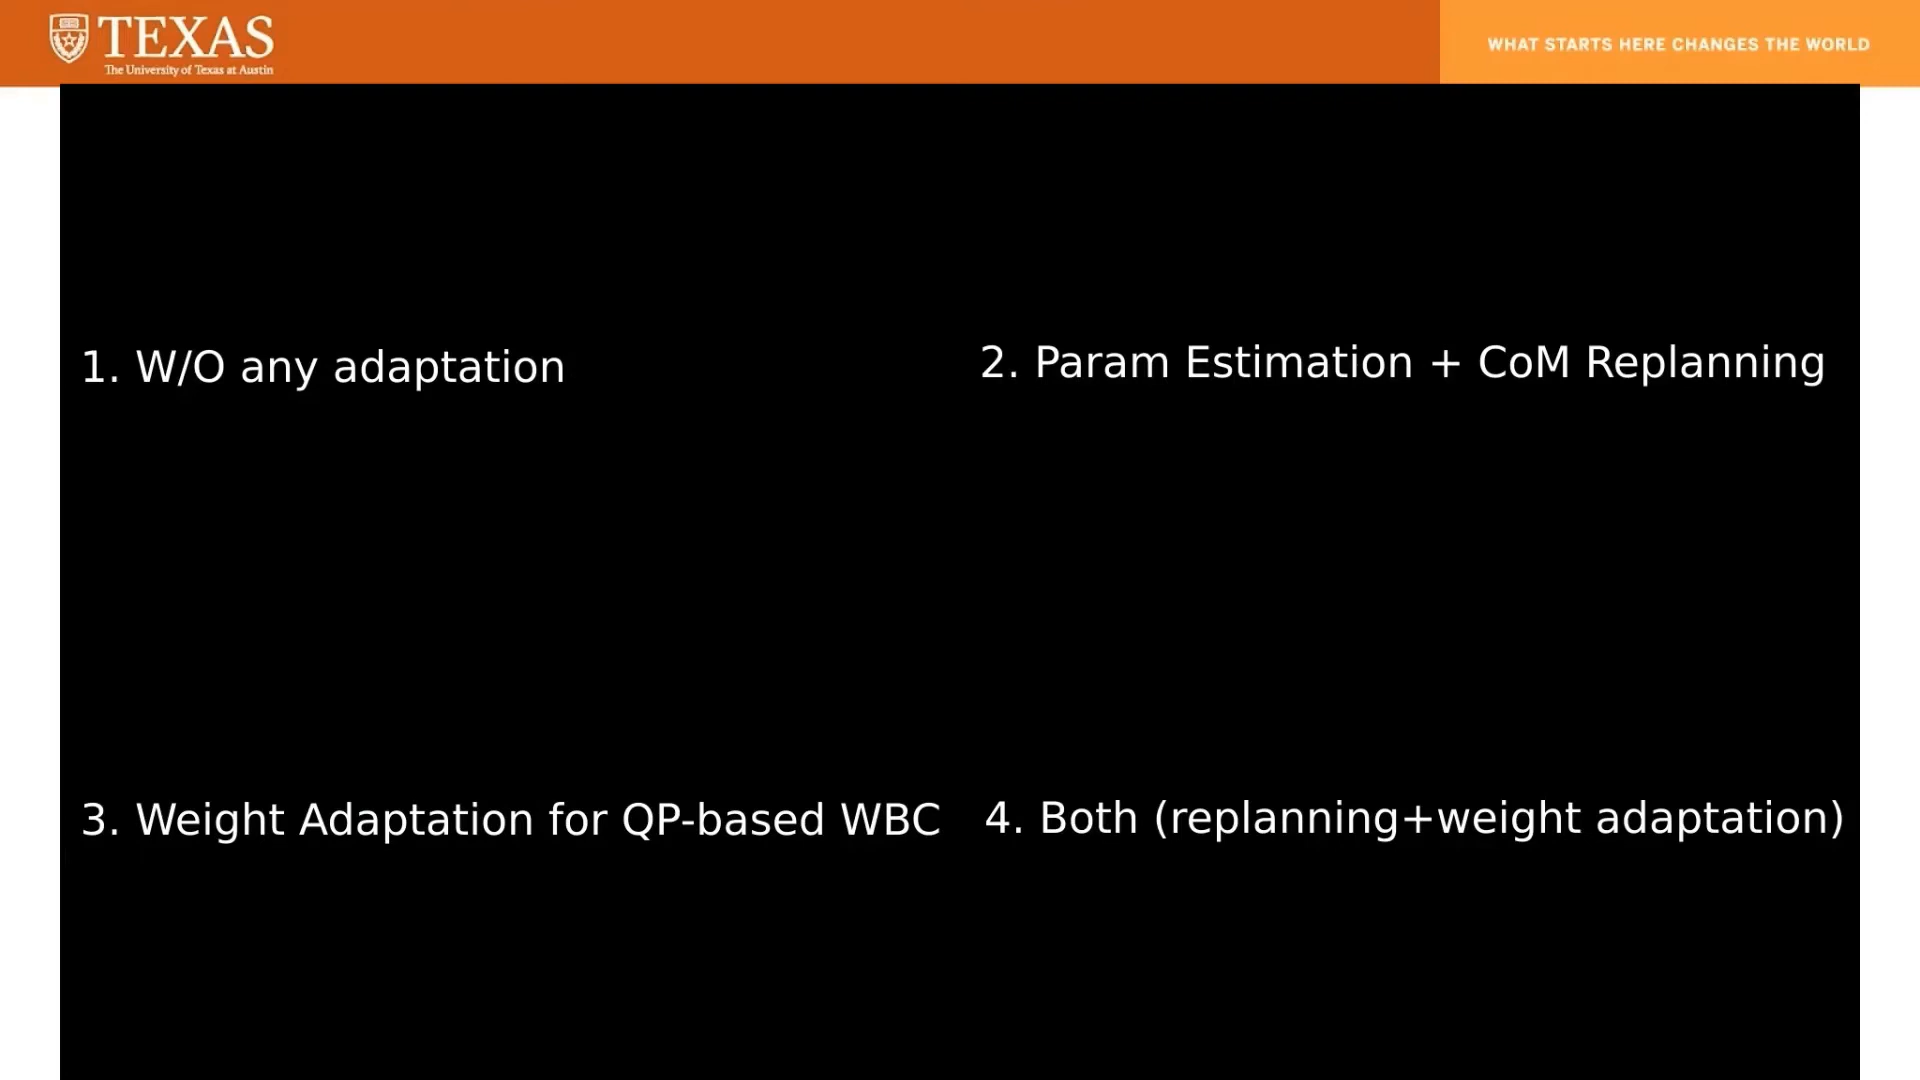 TEXAS
The University of Texas at Austin
WHAT STARTS HERE CHANGES THE WORLD
1. W/O any adaptation
2. Param Estimation + CoM Replanning
3. Weight Adaptation for QP-based WBC
4. Both (replanning+weight adaptation)